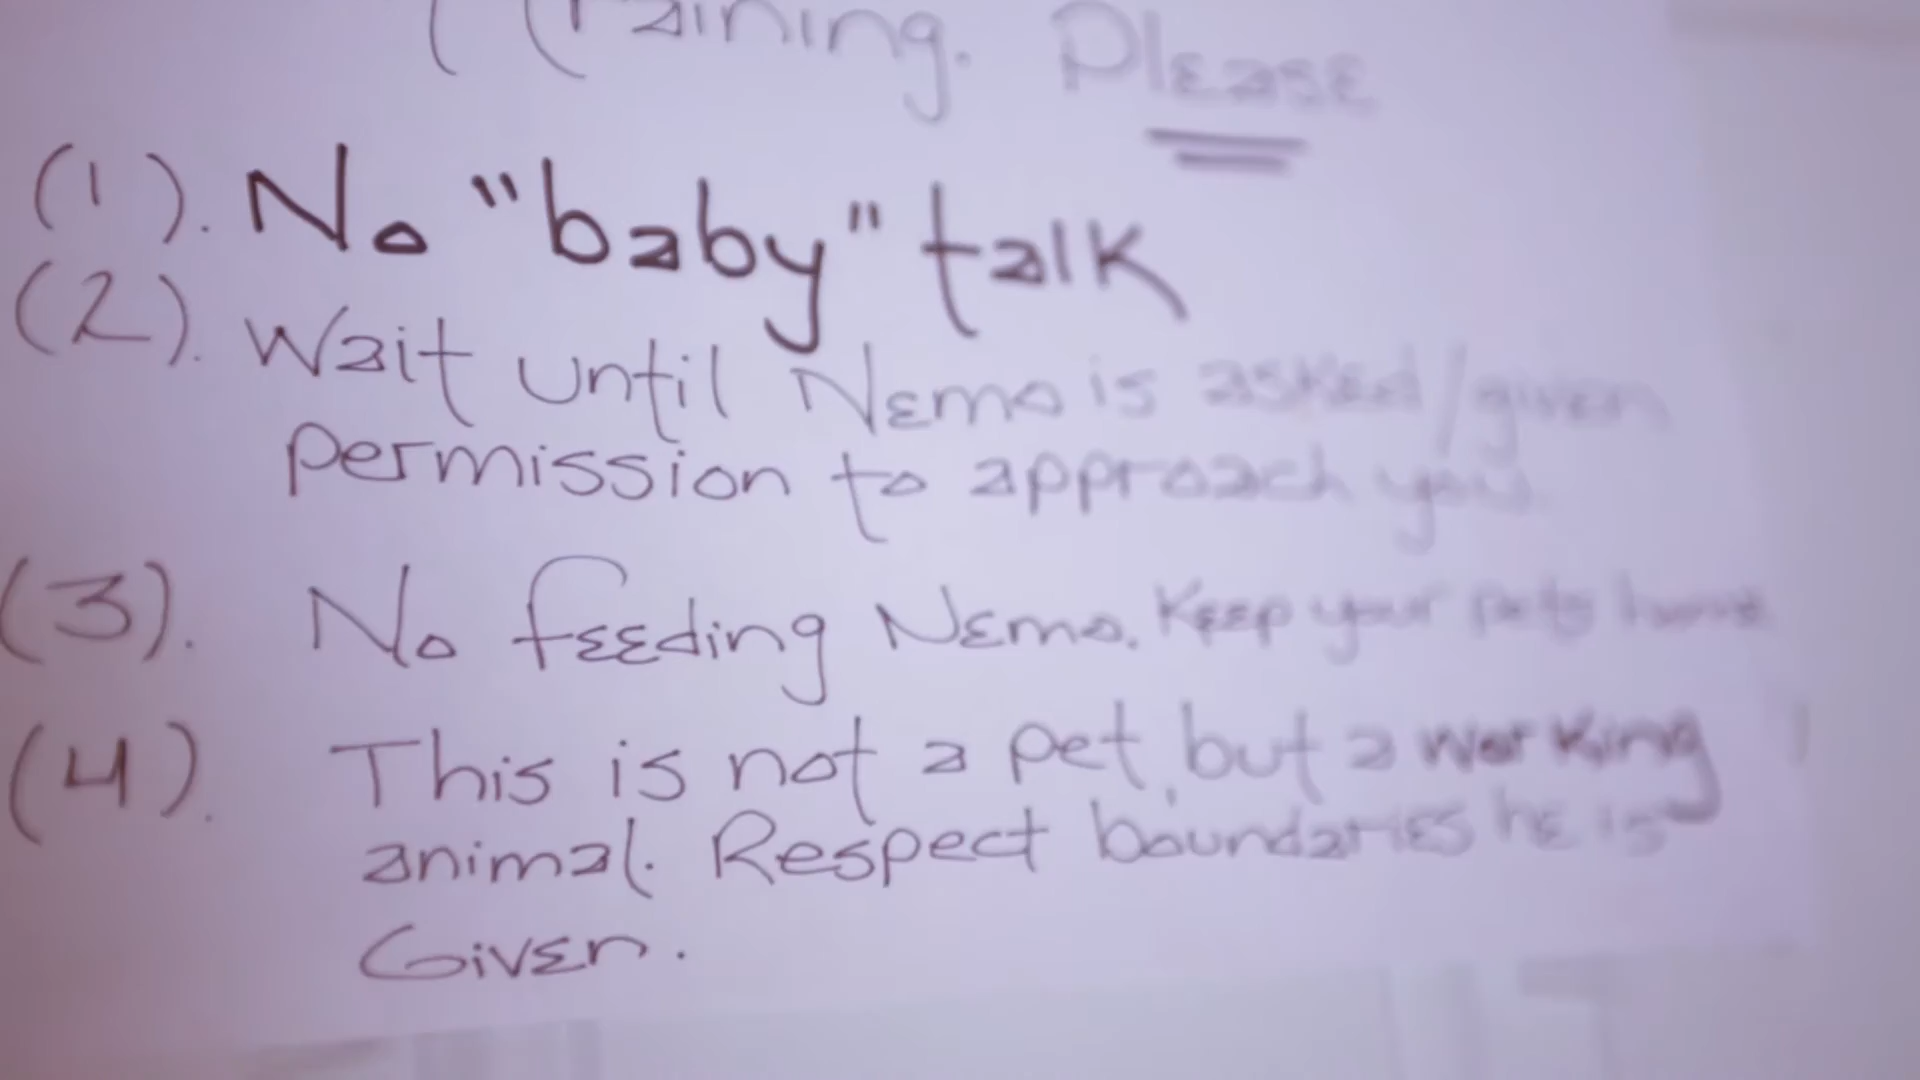 Training. Please
(1). No "baby" talk
(2). Wait until Nemo is asked/given
permission to approach you
(3). No feeding Nemo. Keep your pets
(4). This is not a pet, but a working
animal. Respect boundaries he is
Given.